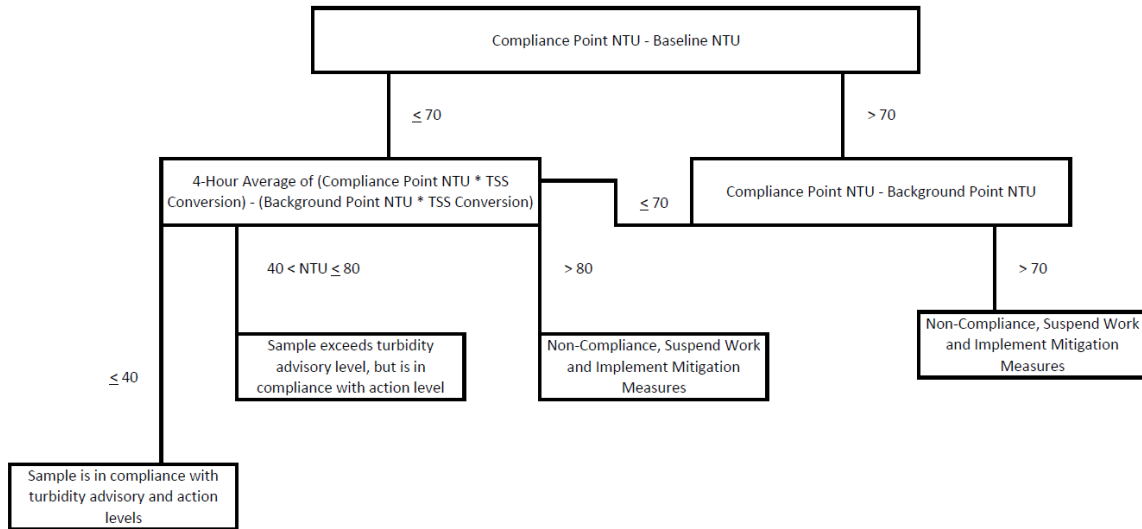 Compliance Point NTU - Baseline NTU
≤ 70
> 70
4-Hour Average of (Compliance Point NTU * TSS
Conversion) - (Background Point NTU * TSS Conversion)
≤ 70
Compliance Point NTU - Background Point NTU
40 < NTU ≤ 80
> 80
> 70
Sample exceeds turbidity
advisory level, but is in
compliance with action level
Non-Compliance, Suspend Work
and Implement Mitigation
Measures
Non-Compliance, Suspend Work
and Implement Mitigation
Measures
≤ 40
Sample is in compliance with
turbidity advisory and action
levels